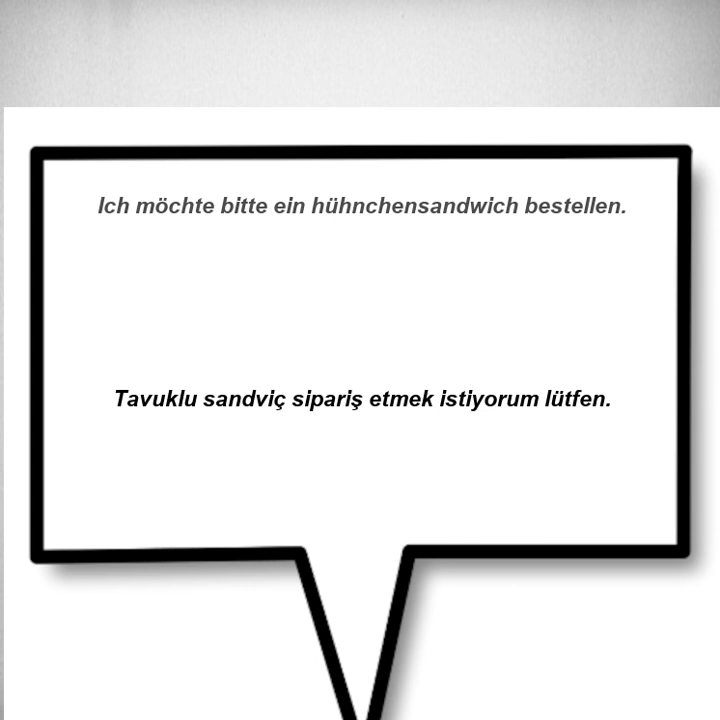 Ich möchte bitte ein hühnchensandwich bestellen.
Tavuklu sandviç sipariş etmek istiyorum lütfen.